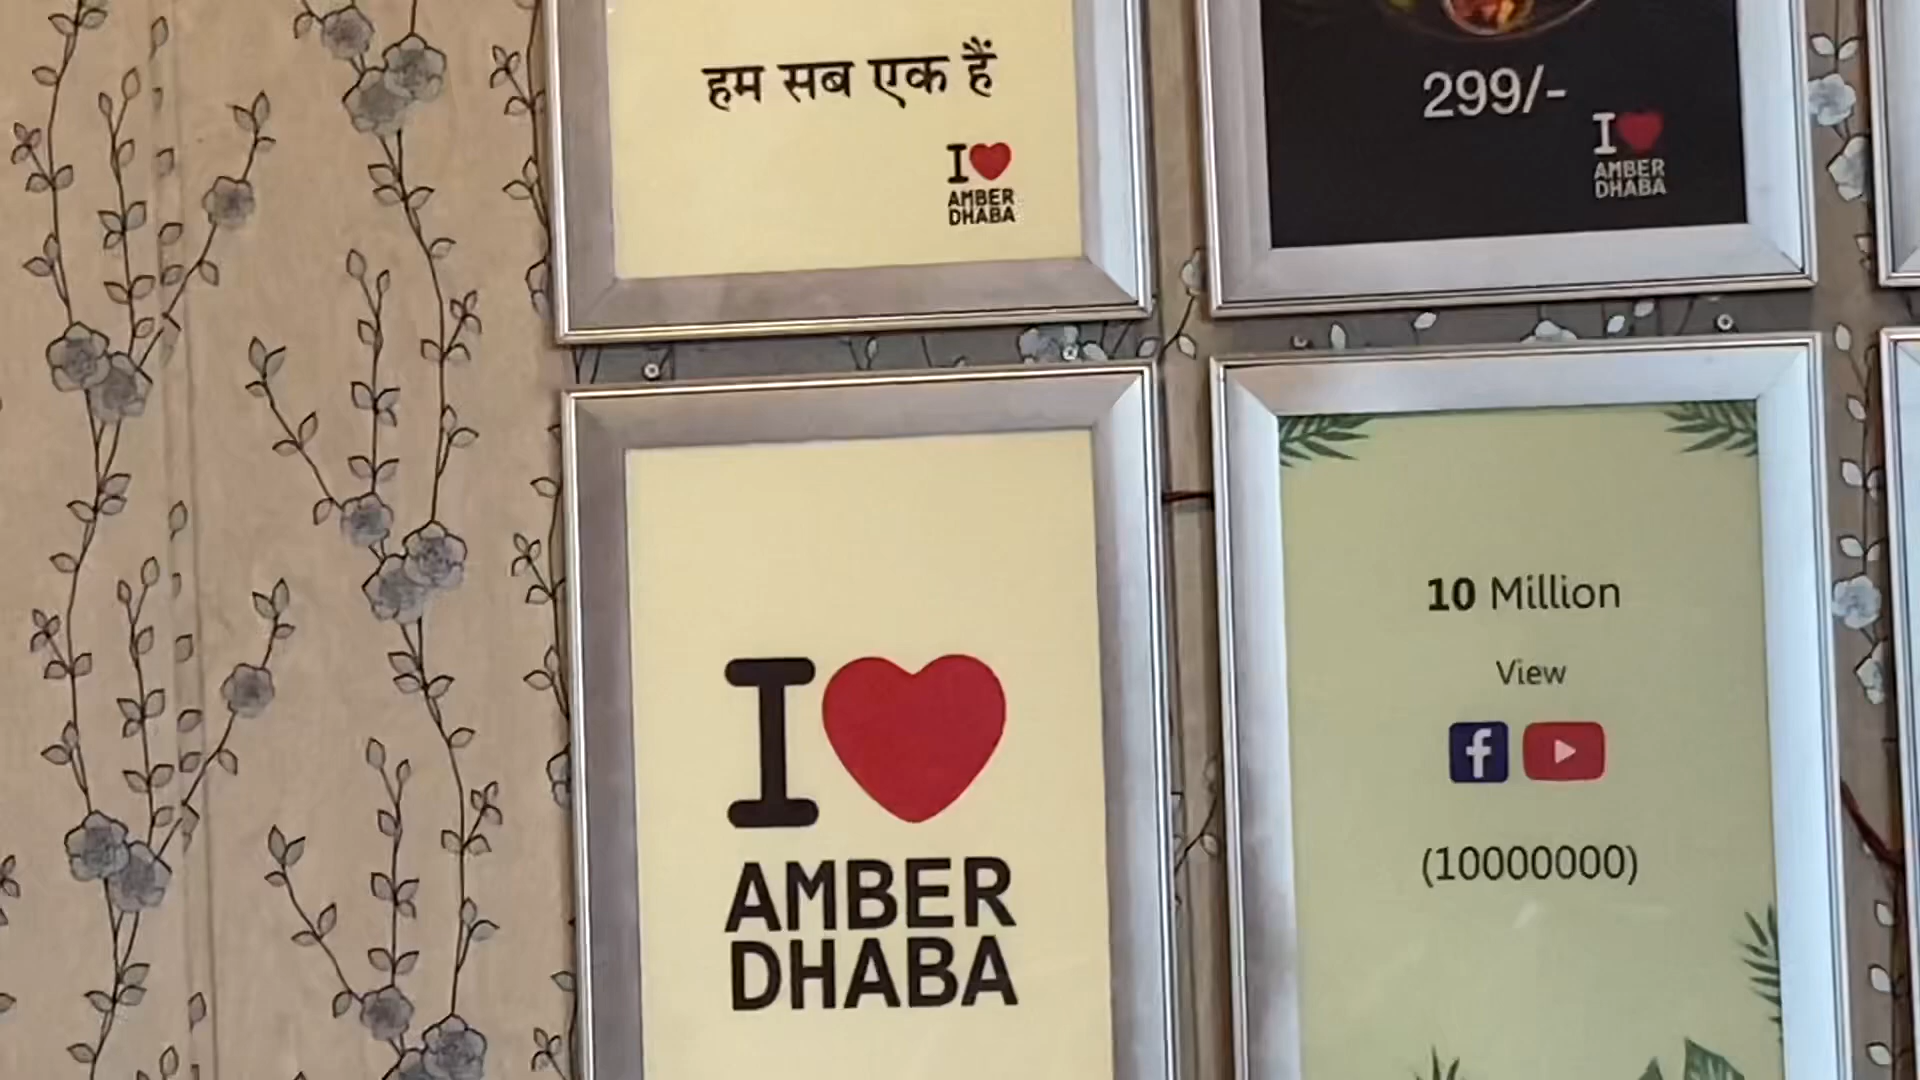 हम सब एक हैं
I
AMBER
DHABA
299/-
I
AMBER
DHABA
I
AMBER
DHABA
10 Million
View
(10000000)